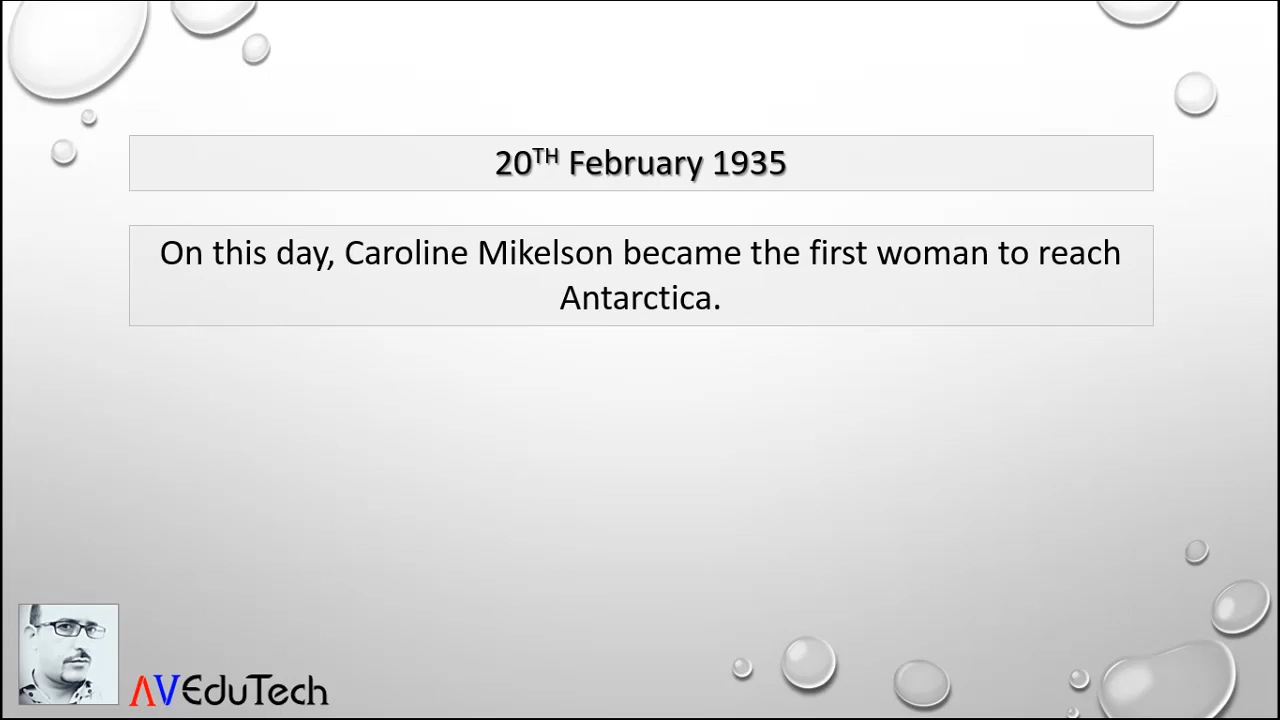 20TH February 1935
On this day, Caroline Mikelson became the first woman to reach
Antarctica.
AVEduTech